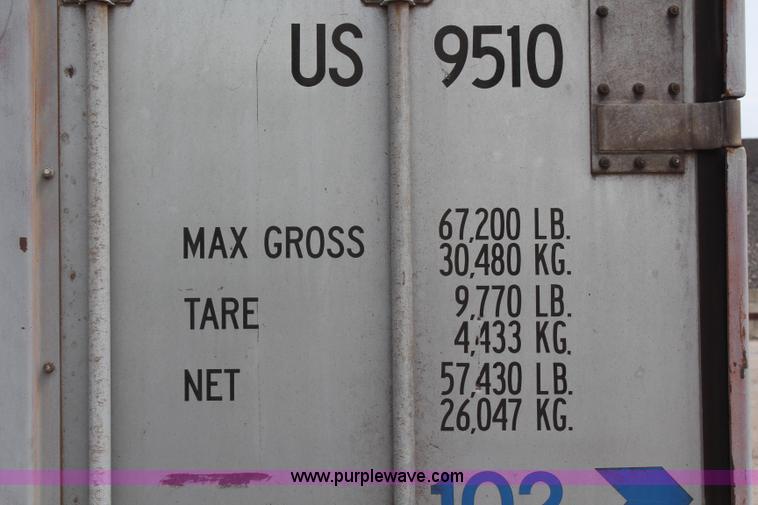 US 9510
MAX GROSS 67,200 LB.
30,480 KG.
TARE 9,770 LB.
4,433 KG.
NET 57,430 LB.
26,047 KG.
www.purplewave.com
102